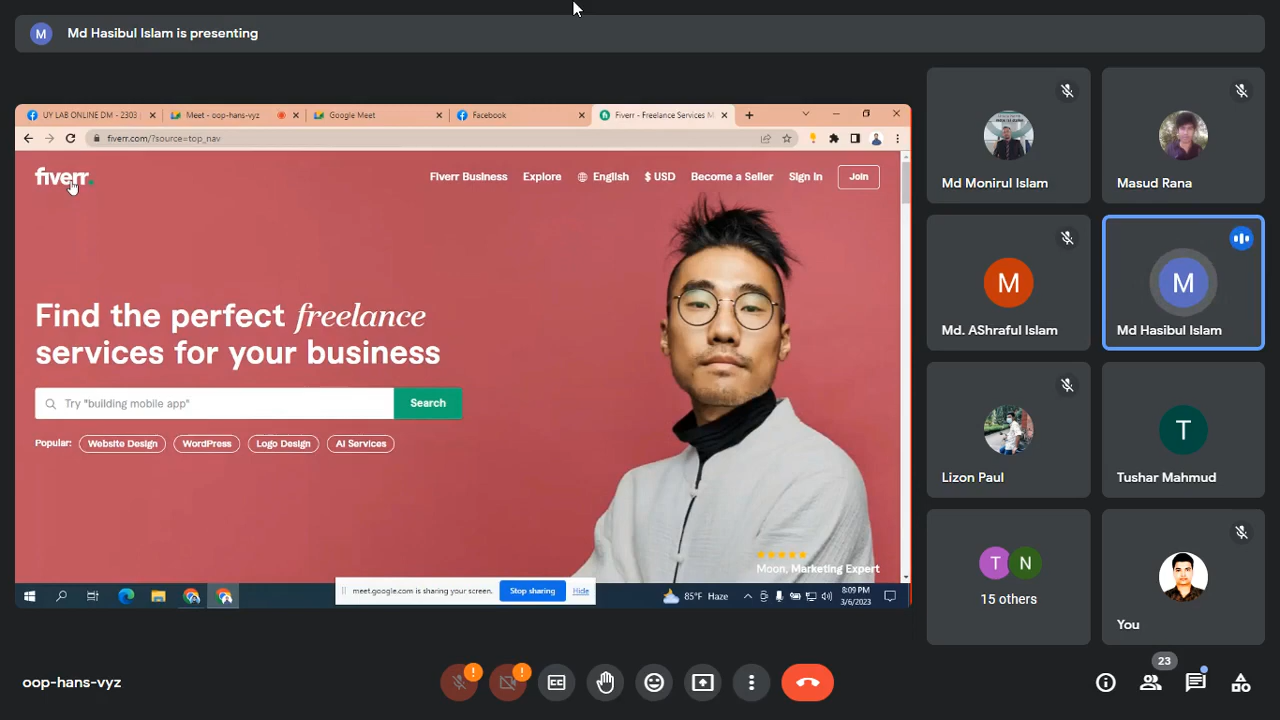 M Md Hasibul Islam is presenting
UY LAB ONLINE DM - 2303
Meet - oop-hans-vyz
Google Meet
Facebook
Fiverr - Freelance Services M
fiverr.com/?source=top_nav
fiverr.
Fiverr Business
Explore
English
$ USD
Become a Seller
Sign In
Join
Find the perfect freelance
services for your business
Try "building mobile app"
Search
Popular:
Website Design
WordPress
Logo Design
AI Services
Moon, Marketing Expert
meet.google.com is sharing your screen.
Stop sharing
Hide
85°F Haze
8:09 PM
3/6/2023
Md Monirul Islam
Masud Rana
M
Md. AShraful Islam
M
Md Hasibul Islam
Lizon Paul
T
Tushar Mahmud
T N
15 others
You
oop-hans-vyz
!
!
CC
23